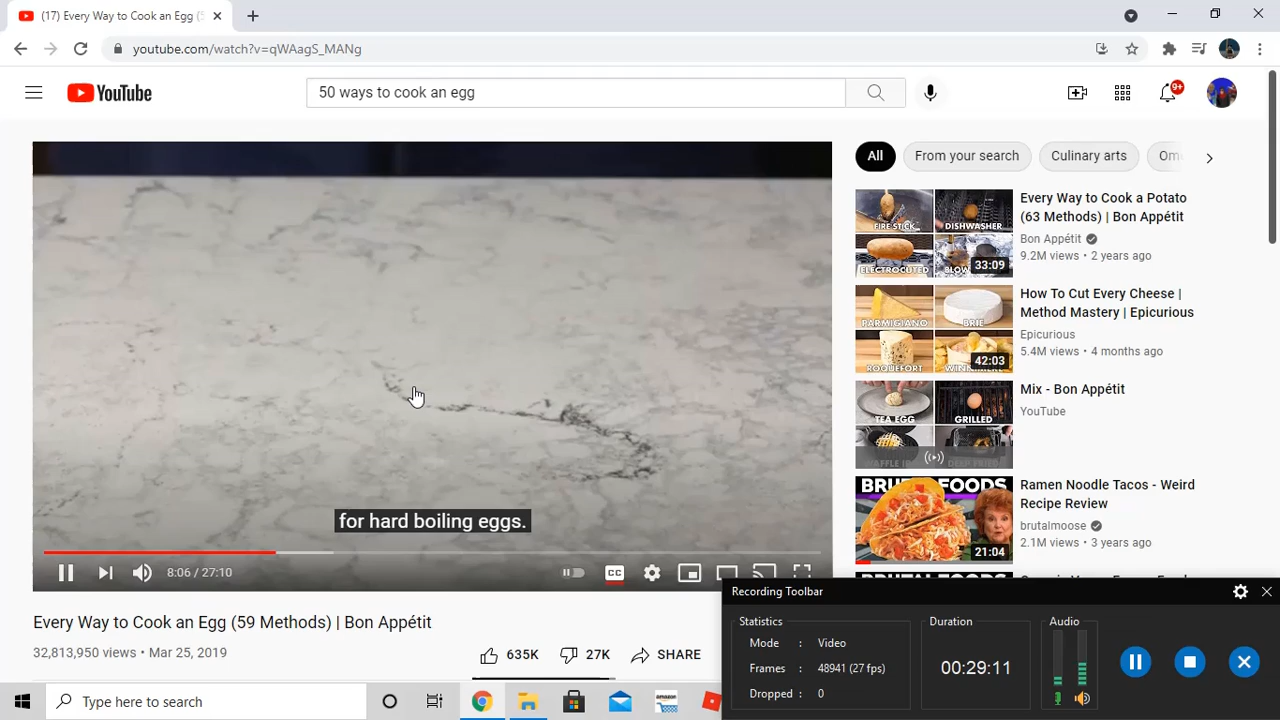 (17) Every Way to Cook an Egg (5
youtube.com/watch?v=qWAagS_MANg
YouTube
50 ways to cook an egg
9+
All
From your search
Culinary arts
Om
FIRE STICK
DISHWASHER
ELECTROCUTED
33:09
Every Way to Cook a Potato
(63 Methods) | Bon Appétit
Bon Appétit
9.2M views • 2 years ago
PARMIGIANO
BRIE
ROQUEFORT
42:03
How To Cut Every Cheese |
Method Mastery | Epicurious
Epicurious
5.4M views • 4 months ago
TEA EGG
GRILLED
Mix - Bon Appétit
YouTube
BRUTAL FOODS
21:04
Ramen Noodle Tacos - Weird
Recipe Review
brutalmoose
2.1M views • 3 years ago
for hard boiling eggs.
8:06 / 27:10
CC
Every Way to Cook an Egg (59 Methods) | Bon Appétit
32,813,950 views • Mar 25, 2019
635K
27K
SHARE
Recording Toolbar
Statistics
Mode : Video
Frames : 48941 (27 fps)
Dropped : 0
Duration
00:29:11
Audio
Type here to search
amazon